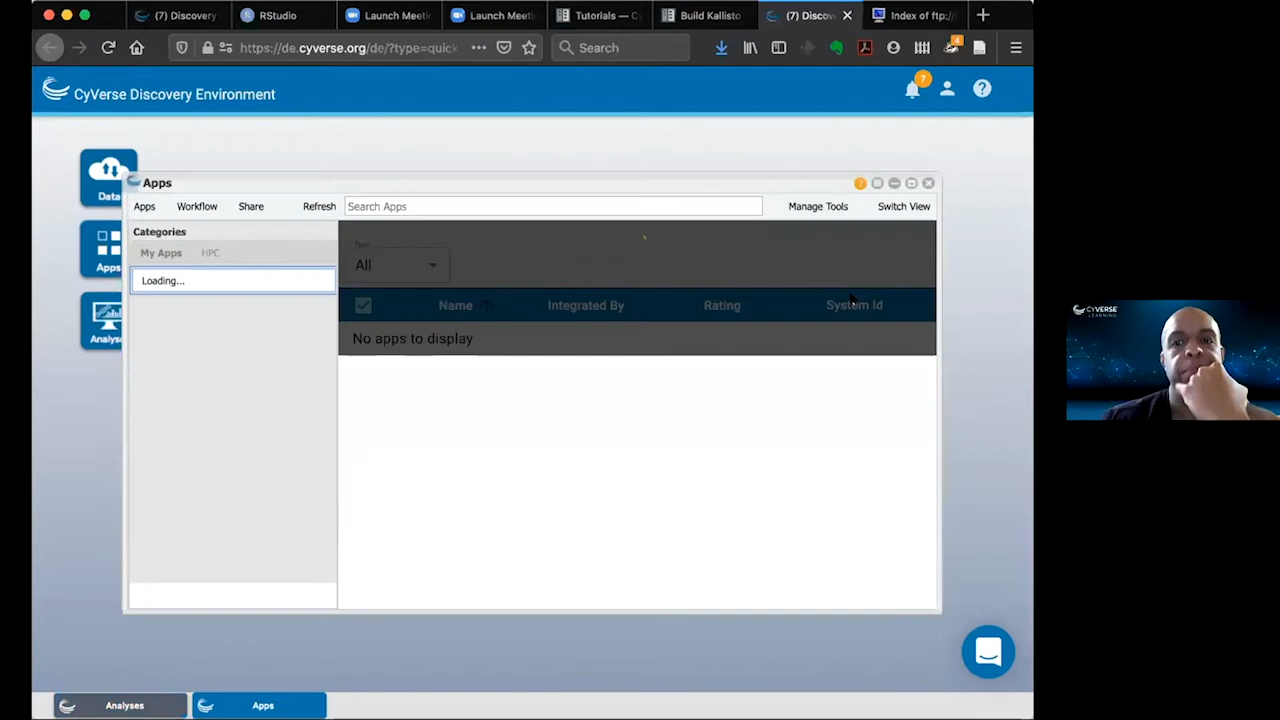 (7) Discovery
RStudio
Launch Meeti
Launch Meeti
Tutorials — Cy
Build Kallisto
(7) Discov
Index of ftp://
https://de.cyverse.org/de/?type=quick
Search
4
CyVerse Discovery Environment
7
Data
Apps
Analys
Apps
Apps
Workflow
Share
Refresh
Search Apps
Manage Tools
Switch View
Categories
My Apps
HPC
Loading...
All
Name
Integrated By
Rating
System Id
No apps to display
CYVERSE
LEARNING
Analyses
Apps